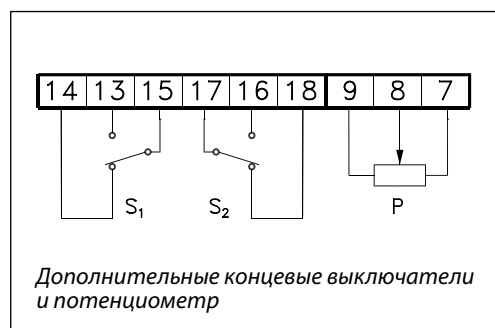 14 13 15 17 16 18 9 8 7
S₁ S₂ P
Дополнительные концевые выключатели
и потенциометр